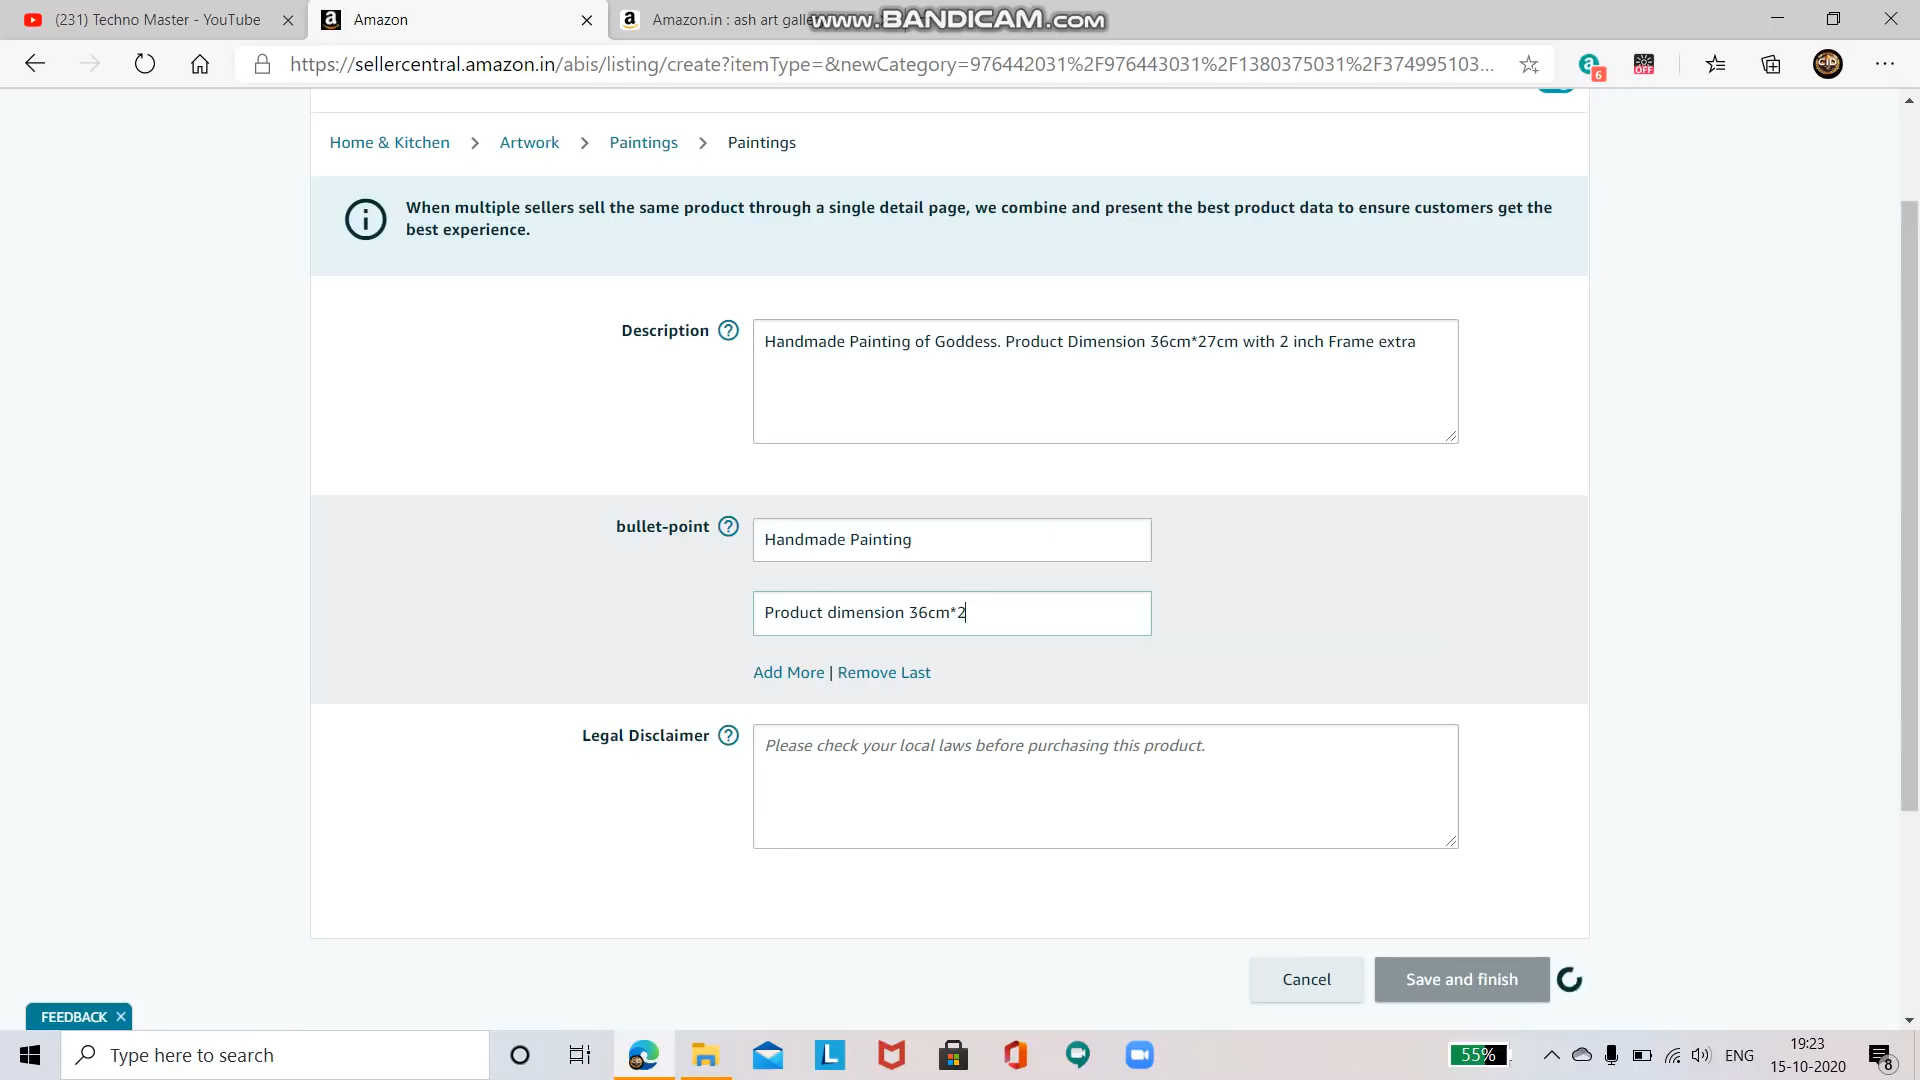 (231) Techno Master - YouTube
Amazon
Amazon.in : ash art galle
www.BANDICAM.com
https://sellercentral.amazon.in/abis/listing/create?itemType=&newCategory=976442031%2F976443031%2F1380375031%2F374995103...
6
OFF
Home & Kitchen > Artwork > Paintings > Paintings
When multiple sellers sell the same product through a single detail page, we combine and present the best product data to ensure customers get the
best experience.
Description
Handmade Painting of Goddess. Product Dimension 36cm*27cm with 2 inch Frame extra
bullet-point
Handmade Painting
Product dimension 36cm*2
Add More | Remove Last
Legal Disclaimer
Please check your local laws before purchasing this product.
Cancel
Save and finish
FEEDBACK
Type here to search
L
55%
ENG
19:23
15-10-2020
8